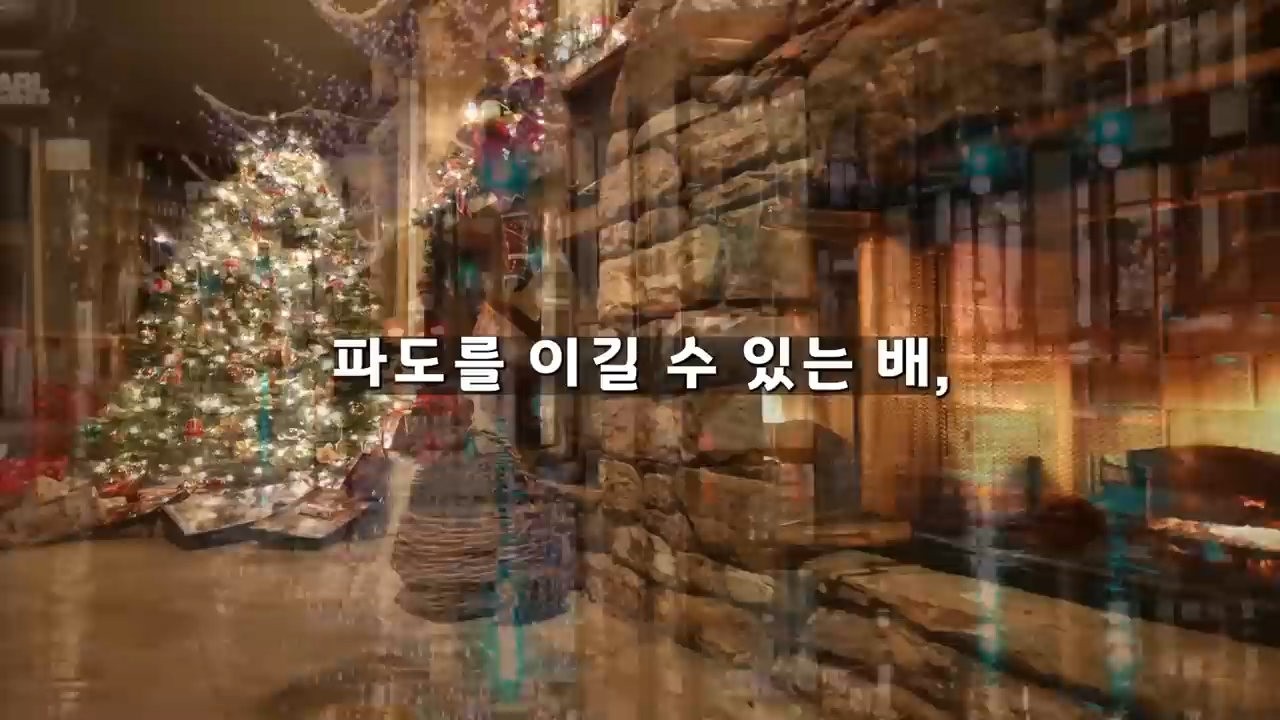 파도를 이길 수 있는 배,